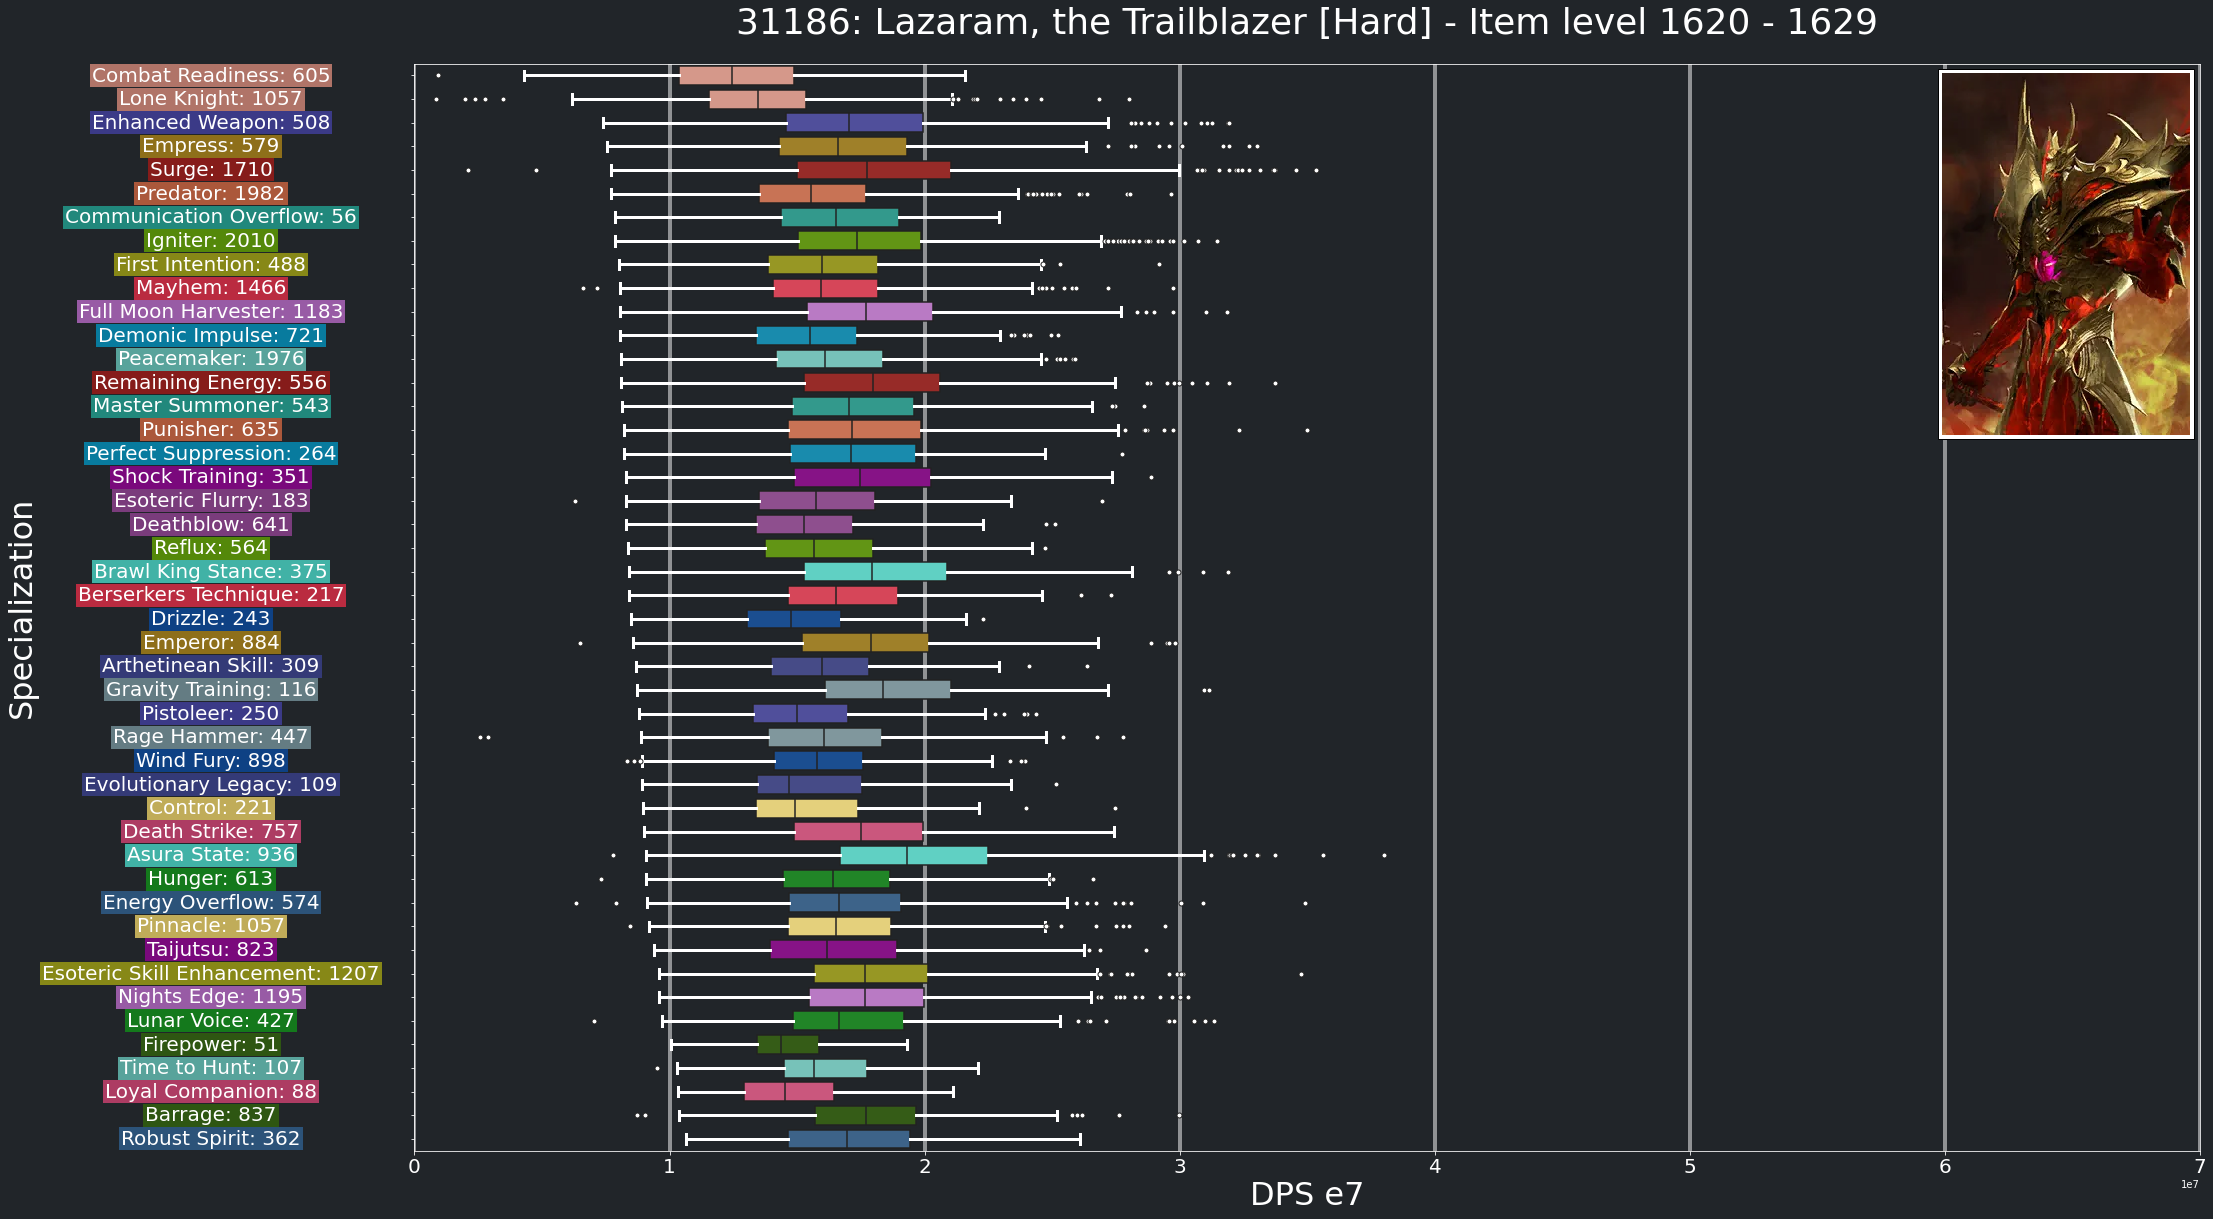 31186: Lazaram, the Trailblazer [Hard] - Item level 1620 - 1629
Combat Readiness: 605
Lone Knight: 1057
Enhanced Weapon: 508
Empress: 579
Surge: 1710
Predator: 1982
Communication Overflow: 56
Igniter: 2010
First Intention: 488
Mayhem: 1466
Full Moon Harvester: 1183
Demonic Impulse: 721
Peacemaker: 1976
Remaining Energy: 556
Master Summoner: 543
Punisher: 635
Perfect Suppression: 264
Shock Training: 351
Esoteric Flurry: 183
Deathblow: 641
Reflux: 564
Brawl King Stance: 375
Berserkers Technique: 217
Drizzle: 243
Emperor: 884
Arthetinean Skill: 309
Gravity Training: 116
Pistoleer: 250
Rage Hammer: 447
Wind Fury: 898
Evolutionary Legacy: 109
Control: 221
Death Strike: 757
Asura State: 936
Hunger: 613
Energy Overflow: 574
Pinnacle: 1057
Taijutsu: 823
Esoteric Skill Enhancement: 1207
Nights Edge: 1195
Lunar Voice: 427
Firepower: 51
Time to Hunt: 107
Loyal Companion: 88
Barrage: 837
Robust Spirit: 362
Specialization
0 1 2 3 4 5 6 7
1e7
DPS e7